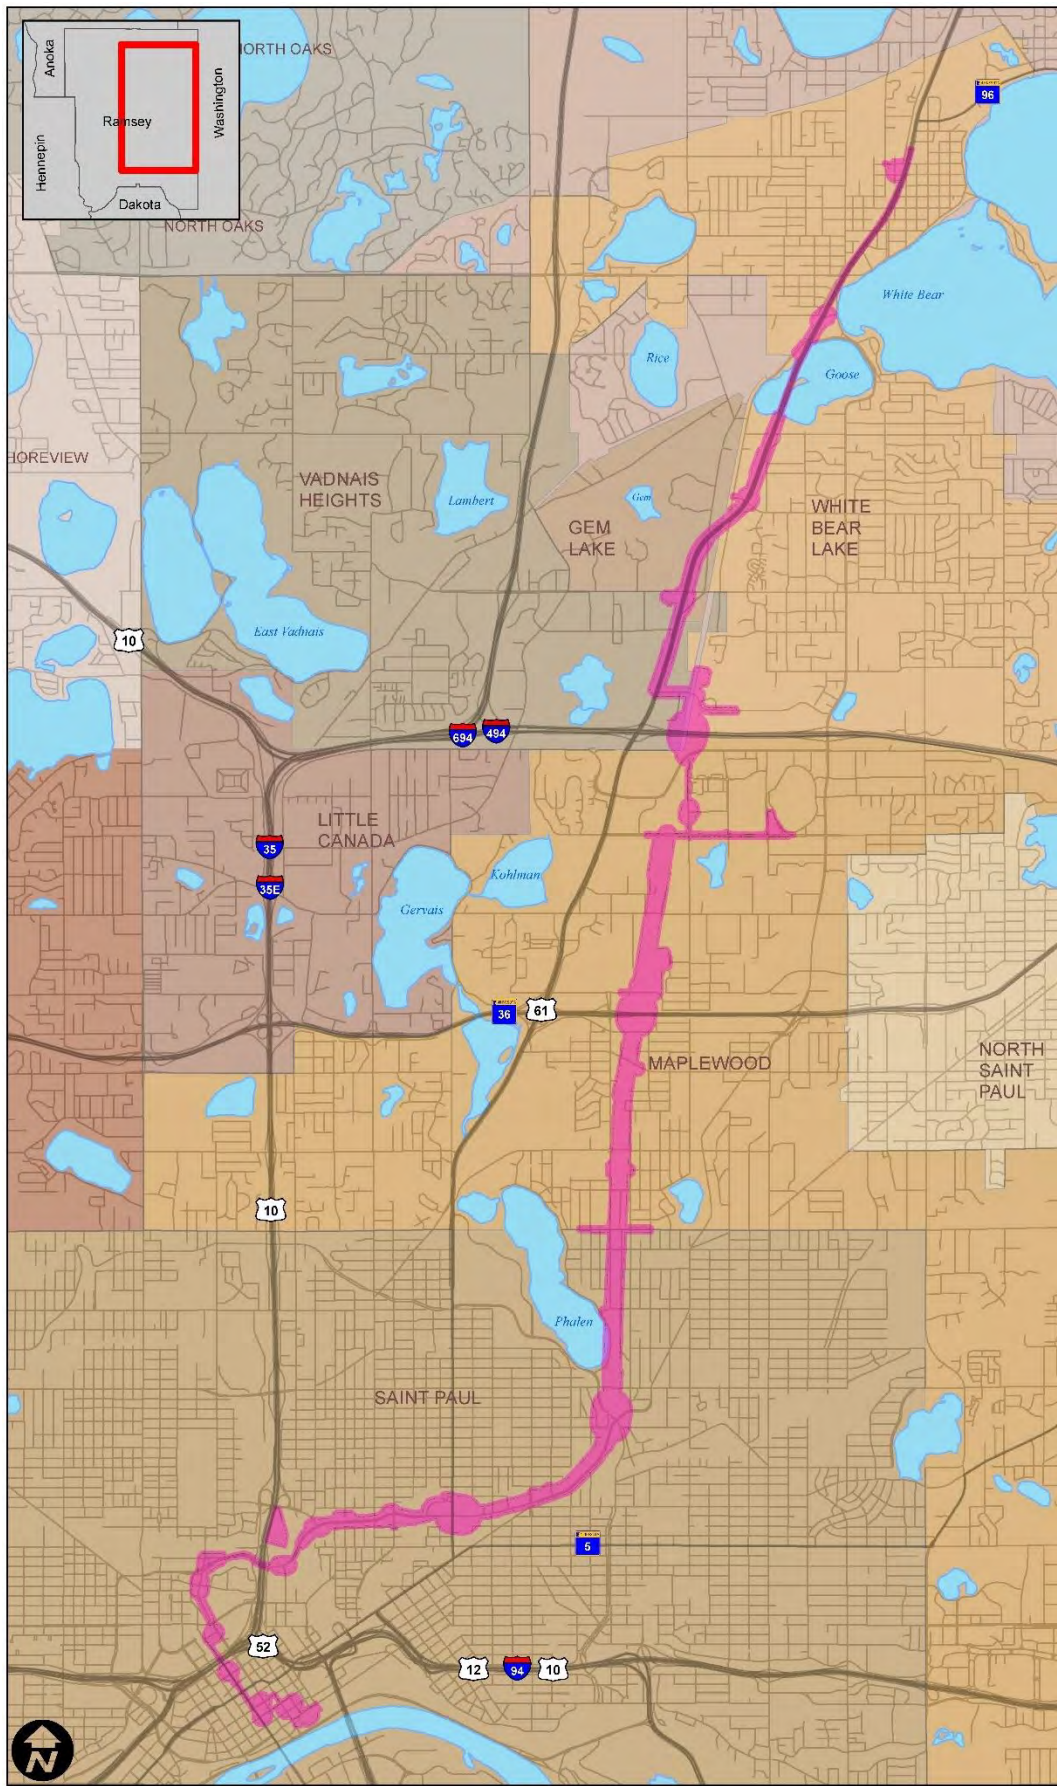 NORTH OAKS
Anoka
Washington
Ramsey
Hennepin
Dakota
NORTH OAKS
96
White Bear
Rice
Goose
HOREVIEW
VADNAIS
HEIGHTS
Lambert
Gem
GEM
LAKE
WHITE
BEAR
LAKE
10
East Vadnais
694
494
LITTLE
CANADA
35
35E
Kohlman
Gervais
36
61
MAPLEWOOD
NORTH
SAINT
PAUL
10
Phalen
SAINT PAUL
5
52
12
94
10
N